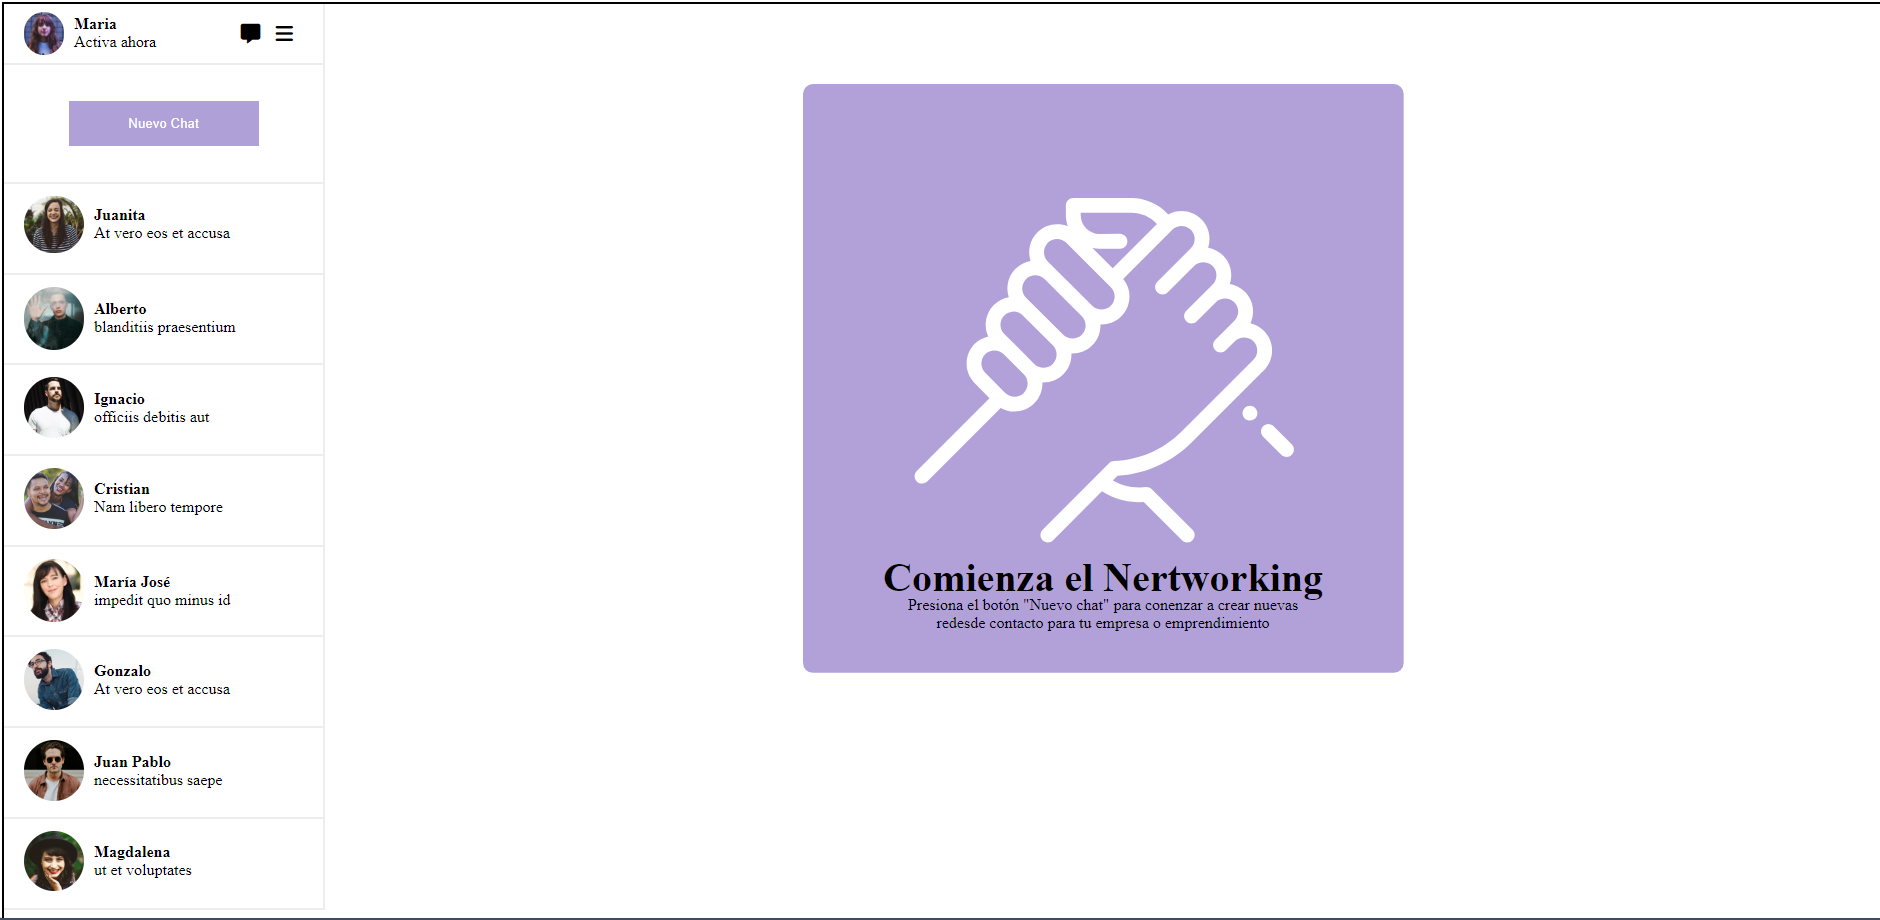 Maria
Activa ahora
Nuevo Chat
Juanita
At vero eos et accusa
Alberto
blanditiis praesentium
Ignacio
officiis debitis aut
Cristian
Nam libero tempore
María José
impedit quo minus id
Gonzalo
At vero eos et accusa
Juan Pablo
necessitatibus saepe
Magdalena
ut et voluptates
Comienza el Nertworking
Presiona el botón "Nuevo chat" para conenzar a crear nuevas
redesde contacto para tu empresa o emprendimiento